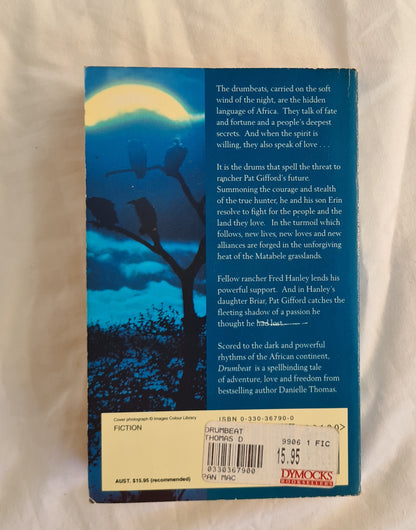 The drumbeats, carried on the soft
wind of the night, are the hidden
language of Africa. They talk of fate
and fortune and a people's deepest
secrets. And when the spirit is
willing, they also speak of love . . .
It is the drums that spell the threat to
rancher Pat Gifford's future.
Summoning the courage and stealth
of the true hunter, he and his son Erin
resolve to fight for the people and the
land they love. In the turmoil which
follows, new lives, new loves and new
alliances are forged in the unforgiving
heat of the Matabele grasslands.
Fellow rancher Fred Hanley lends his
powerful support. And in Hanley's
daughter Briar, Pat Gifford catches the
fleeting shadow of a passion he
thought he had lost.
Scored to the dark and powerful
rhythms of the African continent,
Drumbeat is a spellbinding tale
of adventure, love and freedom from
bestselling author Danielle Thomas.
Cover photograph © Images Colour Library
FICTION
ISBN 0-330-36790-0
DRUMBEAT
THOMAS D
9906 1 FIC
15.95
0330367900
PAN MAC
DYMOCKS
BOOKSELLERS
AUST. $15.95 (recommended)